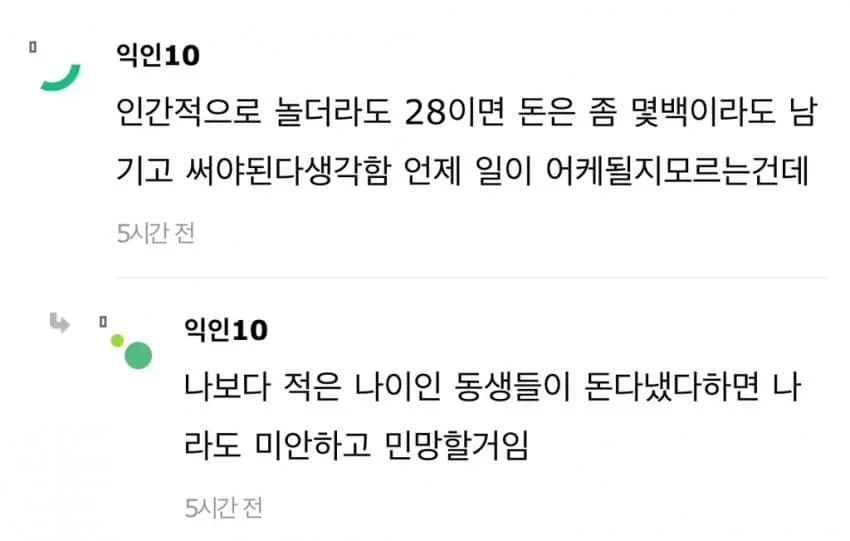 익인10
인간적으로 놀더라도 28이면 돈은 좀 몇백이라도 남
기고 써야된다생각함 언제 일이 어케될지모르는건데
5시간 전
익인10
나보다 적은 나이인 동생들이 돈다냈다하면 나
라도 미안하고 민망할거임
5시간 전